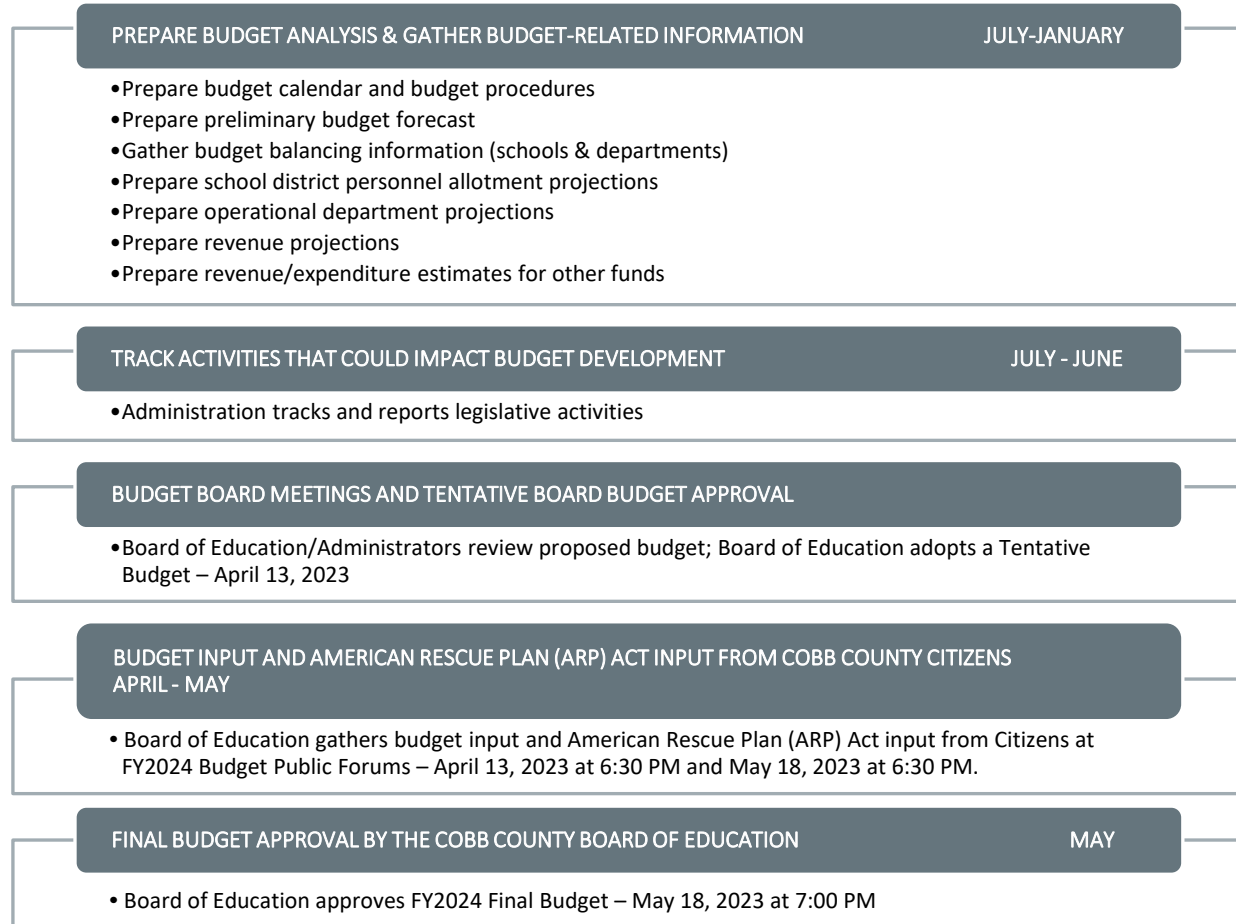 PREPARE BUDGET ANALYSIS & GATHER BUDGET-RELATED INFORMATION JULY-JANUARY
•Prepare budget calendar and budget procedures
•Prepare preliminary budget forecast
•Gather budget balancing information (schools & departments)
•Prepare school district personnel allotment projections
•Prepare operational department projections
•Prepare revenue projections
•Prepare revenue/expenditure estimates for other funds
TRACK ACTIVITIES THAT COULD IMPACT BUDGET DEVELOPMENT JULY - JUNE
•Administration tracks and reports legislative activities
BUDGET BOARD MEETINGS AND TENTATIVE BOARD BUDGET APPROVAL
•Board of Education/Administrators review proposed budget; Board of Education adopts a Tentative
Budget – April 13, 2023
BUDGET INPUT AND AMERICAN RESCUE PLAN (ARP) ACT INPUT FROM COBB COUNTY CITIZENS
APRIL - MAY
• Board of Education gathers budget input and American Rescue Plan (ARP) Act input from Citizens at
FY2024 Budget Public Forums – April 13, 2023 at 6:30 PM and May 18, 2023 at 6:30 PM.
FINAL BUDGET APPROVAL BY THE COBB COUNTY BOARD OF EDUCATION MAY
• Board of Education approves FY2024 Final Budget – May 18, 2023 at 7:00 PM